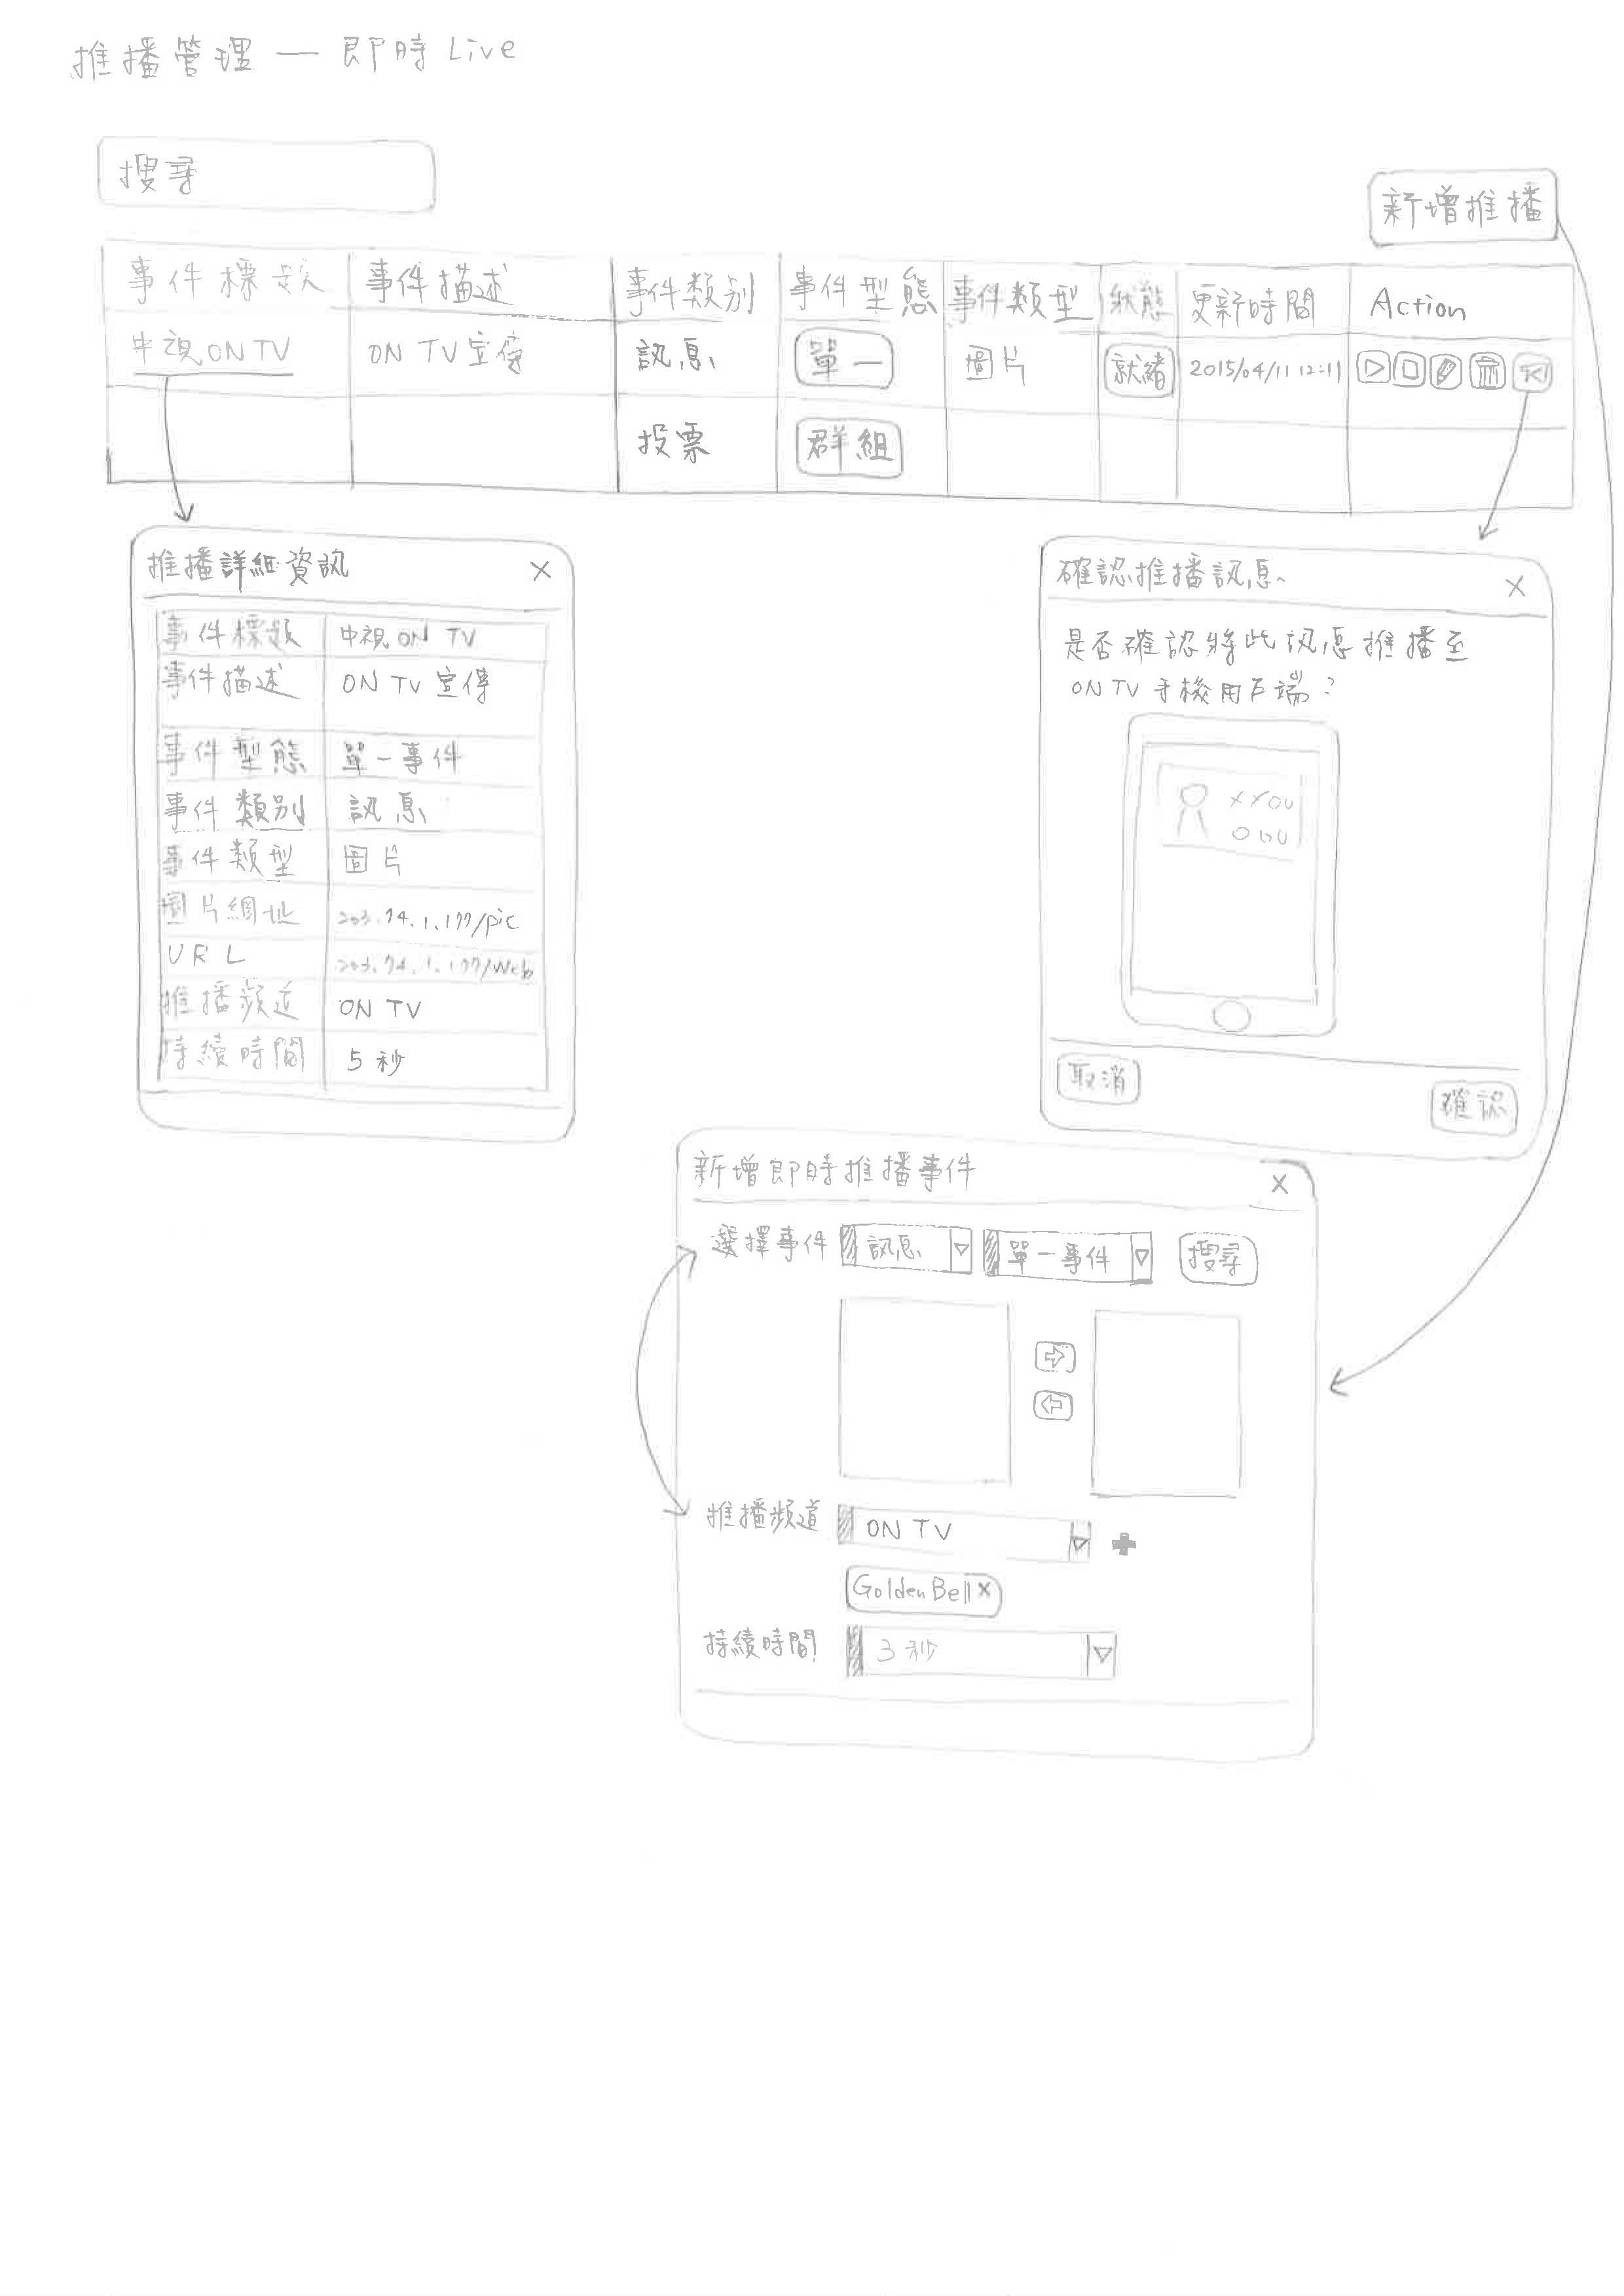 推播管理 — 即時 Live
搜尋
新增推播
事件標題 事件描述 事件類別 事件型態 事件類型 狀態 更新時間 Action
中視ON TV ON TV宣傳 訊息 單一 圖片 就緒 2015/04/11 12:11
投票 群組
推播詳細資訊 ×
事件標題 中視ON TV
事件描述 ON TV 宣傳
事件型態 單一事件
事件類別 訊息
事件類型 圖片
圖片網址 203.74.1.177/pic
URL 203.74.1.177/Web
推播頻道 ON TV
持續時間 5秒
確認推播訊息 ×
是否確認將此訊息推播至
ON TV 手機用戶端？
取消
確認
新增即時推播事件 ×
選擇事件 訊息 單一事件 搜尋
推播頻道 ON TV
GoldenBell×
持續時間 3秒